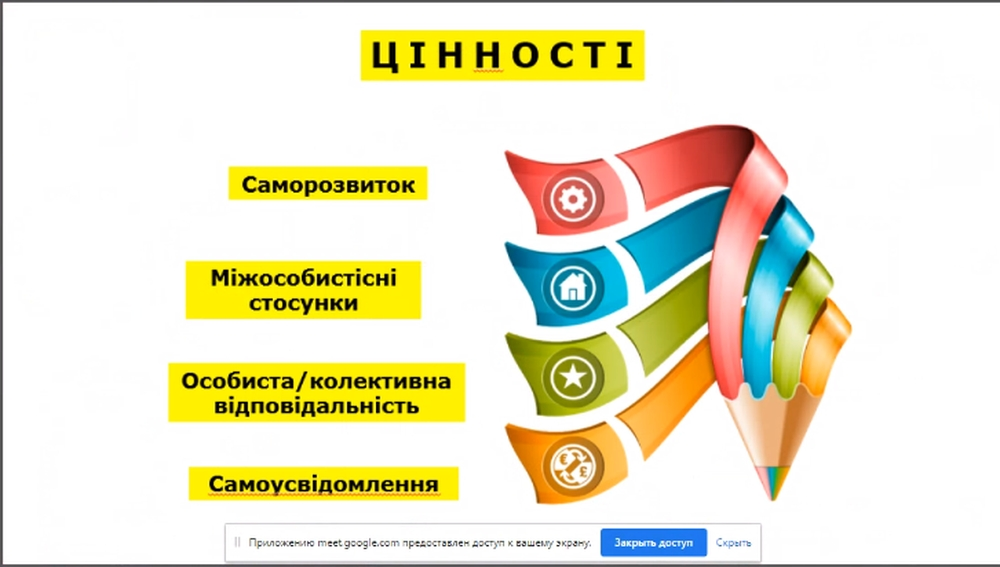 ЦІННОСТІ
Саморозвиток
Міжособистісні
стосунки
Особиста/колективна
відповідальність
Самоусвідомлення
Приложению meet.google.com предоставлен доступ к вашему экрану.
Закрыть доступ
Скрыть